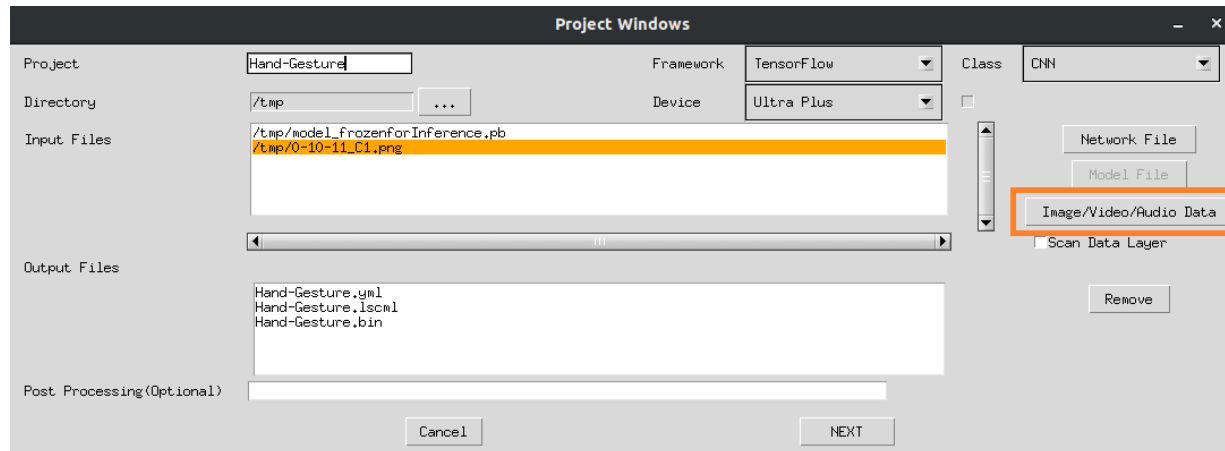 Project Windows
Project Hand-Gesture Framework TensorFlow Class CNN
Directory /tmp ... Device Ultra Plus
Input Files
/tmp/model_frozenforInference.pb
/tmp/0-10-11_C1.png
Network File
Model File
Image/Video/Audio Data
Scan Data Layer
Output Files
Hand-Gesture.yml
Hand-Gesture.lscml
Hand-Gesture.bin
Remove
Post Processing(Optional)
Cancel NEXT